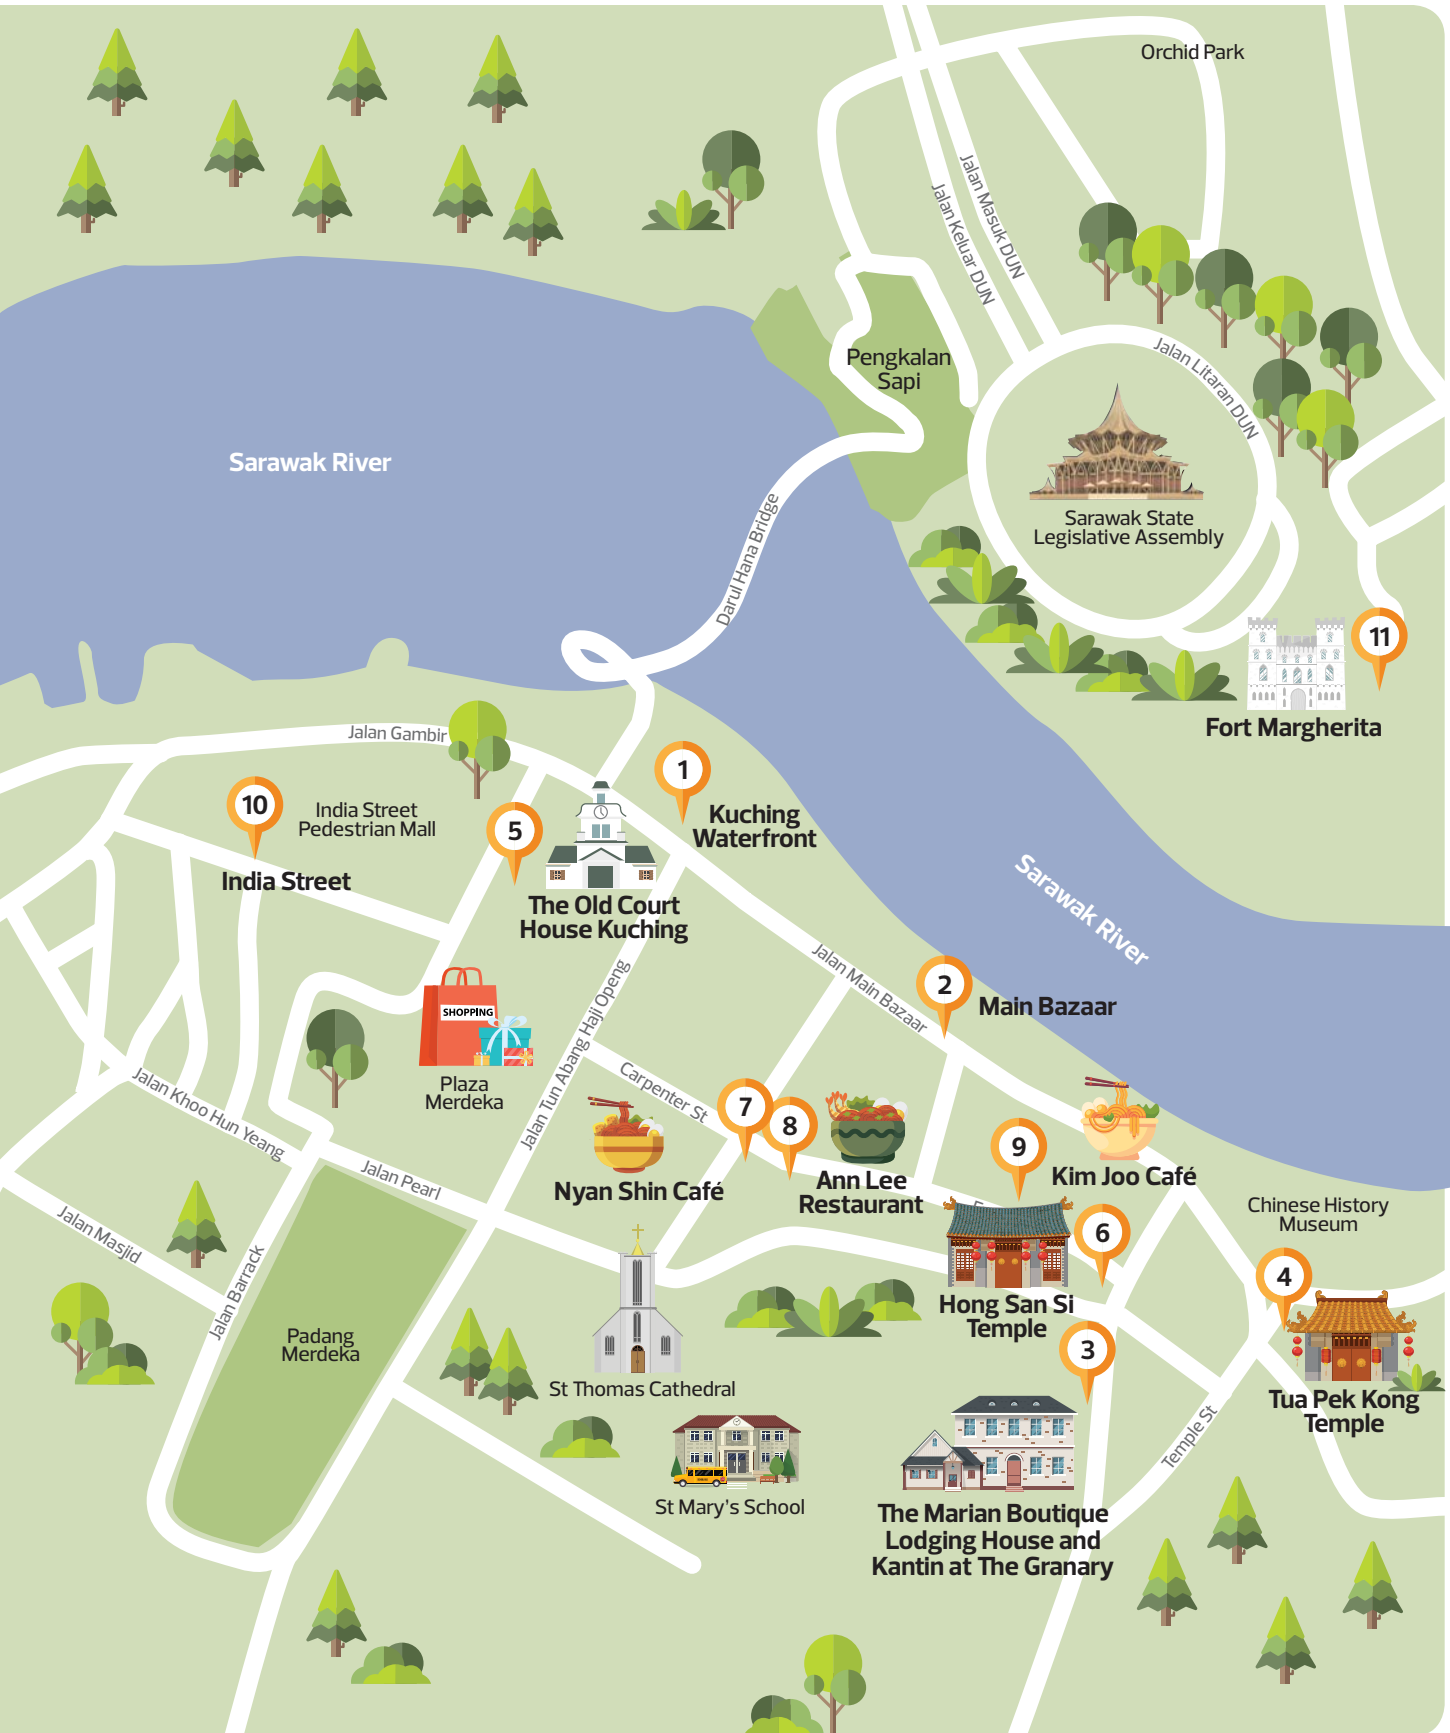 Orchid Park
Jalan Masuk DUN
Jalan Keluar DUN
Jalan Litaran DUN
Pengkalan
Sapi
Sarawak River
Sarawak State
Legislative Assembly
Darul Hana Bridge
11
Fort Margherita
Jalan Gambir
1
Kuching
Waterfront
10
India Street
Pedestrian Mall
5
India Street
The Old Court
House Kuching
Sarawak River
Jalan Main Bazaar
2
Main Bazaar
SHOPPING
Plaza
Merdeka
Jalan Tun Abang Haji Openg
Carpenter St
Jalan Khoo Hun Yeang
7
8
9
Nyan Shin Café
Ann Lee
Restaurant
Kim Joo Café
Jalan Pearl
Jalan Masjid
Jalan Barrack
Chinese History
Museum
6
4
Hong San Si
Temple
Padang
Merdeka
3
St Thomas Cathedral
Tua Pek Kong
Temple
Temple St
St Mary's School
The Marian Boutique
Lodging House and
Kantin at The Granary